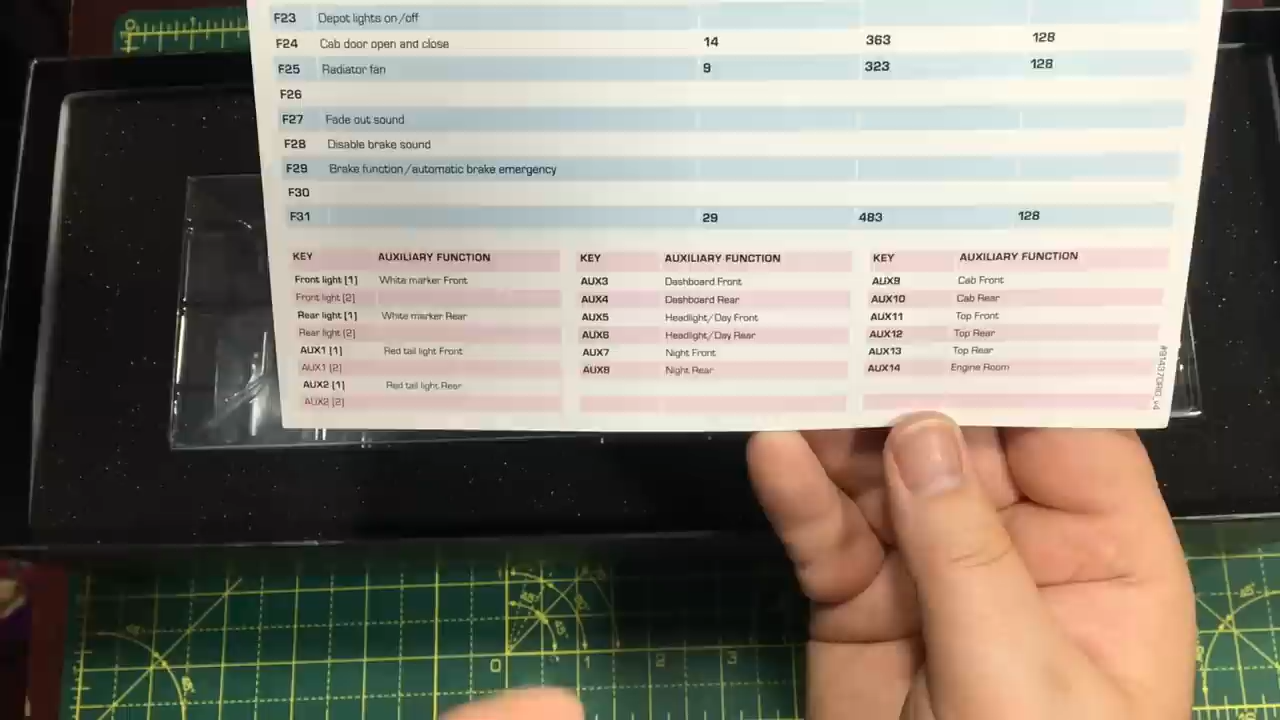 F23 Depot lights on/off
F24 Cab door open and close 14 363 128
F25 Radiator fan 9 323 128
F26
F27 Fade out sound
F28 Disable brake sound
F29 Brake function/automatic brake emergency
F30
F31 29 483 128
KEY AUXILIARY FUNCTION
Front light [1] White marker Front
Front light [2]
Rear light [1] White marker Rear
Rear light [2]
AUX1 [1] Red tail light Front
AUX1 [2]
AUX2 [1] Red tail light Rear
AUX2 [2]
KEY AUXILIARY FUNCTION
AUX3 Dashboard Front
AUX4 Dashboard Rear
AUX5 Headlight/Day Front
AUX6 Headlight/Day Rear
AUX7 Night Front
AUX8 Night Rear
KEY AUXILIARY FUNCTION
AUX9 Cab Front
AUX10 Cab Rear
AUX11 Top Front
AUX12 Top Rear
AUX13 Top Rear
AUX14 Engine Room
0 1 2 3